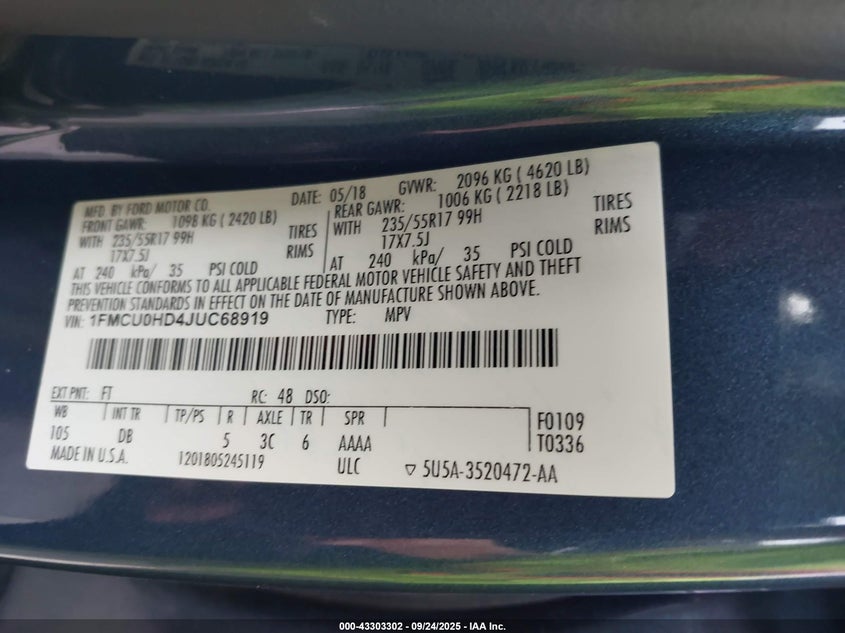 MFD. BY FORD MOTOR CO. DATE: 05/18 GVWR: 2096 KG ( 4620 LB)
FRONT GAWR: 1098 KG ( 2420 LB) REAR GAWR: 1006 KG ( 2218 LB)
WITH 235/55R17 99H TIRES WITH 235/55R17 99H TIRES
17X7.5J RIMS 17X7.5J RIMS
AT 240 kPa/ 35 PSI COLD AT 240 kPa/ 35 PSI COLD
THIS VEHICLE CONFORMS TO ALL APPLICABLE FEDERAL MOTOR VEHICLE SAFETY AND THEFT
PREVENTION STANDARDS IN EFFECT ON THE DATE OF MANUFACTURE SHOWN ABOVE.
VIN: 1FMCU0HD4JUC68919 TYPE: MPV
EXT PNT: FT RC: 48 DSO:
WB INT TR TP/PS R AXLE TR SPR F0109
105 DB 5 3C 6 AAAA T0336
MADE IN U.S.A. 1201805245119 ULC ▽ 5U5A-3520472-AA
000-43303302 - 09/24/2025 - IAA Inc.